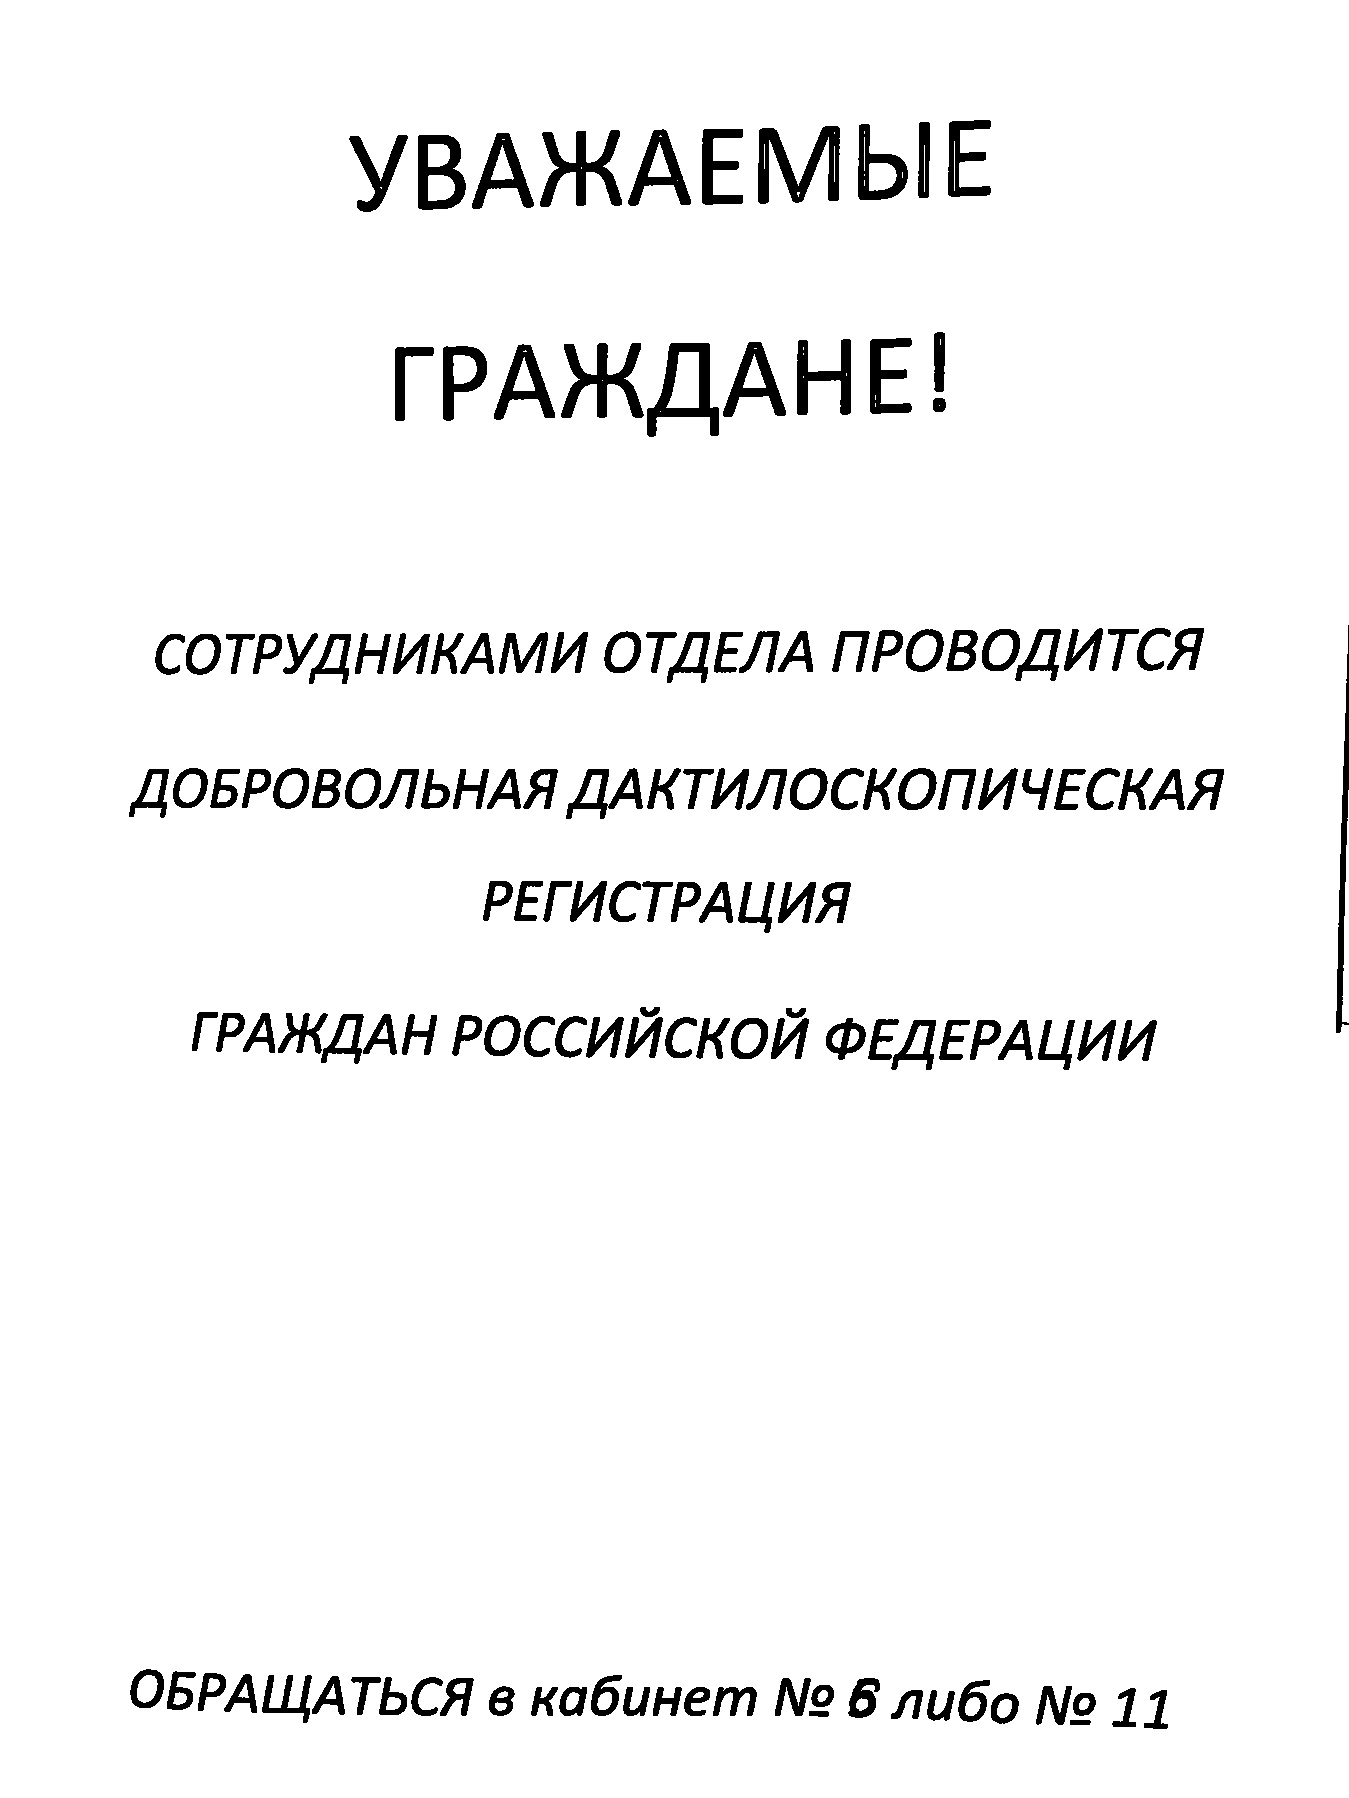 УВАЖАЕМЫЕ
ГРАЖДАНЕ!
СОТРУДНИКАМИ ОТДЕЛА ПРОВОДИТСЯ
ДОБРОВОЛЬНАЯ ДАКТИЛОСКОПИЧЕСКАЯ
РЕГИСТРАЦИЯ
ГРАЖДАН РОССИЙСКОЙ ФЕДЕРАЦИИ
ОБРАЩАТЬСЯ в кабинет № 6 либо № 11